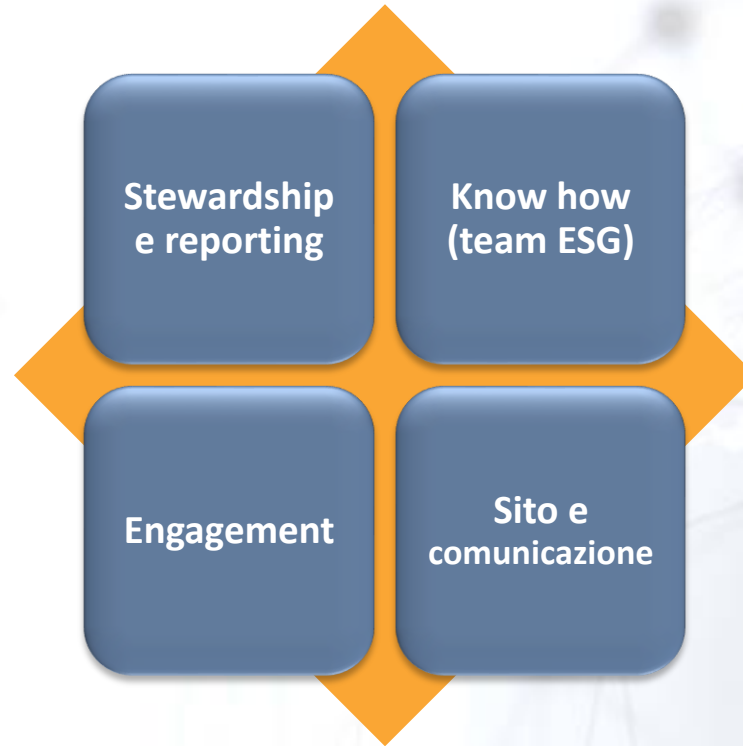 Stewardship
e reporting
Know how
(team ESG)
Engagement
Sito e
comunicazione